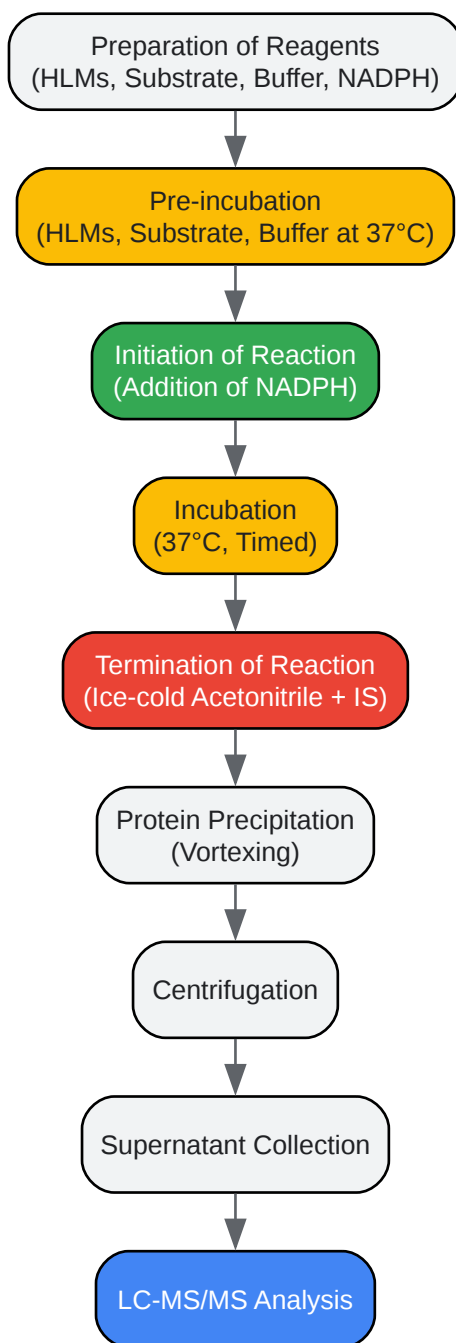 Preparation of Reagents
(HLMs, Substrate, Buffer, NADPH)
Pre-incubation
(HLMs, Substrate, Buffer at 37°C)
Initiation of Reaction
(Addition of NADPH)
Incubation
(37°C, Timed)
Termination of Reaction
(Ice-cold Acetonitrile + IS)
Protein Precipitation
(Vortexing)
Centrifugation
Supernatant Collection
LC-MS/MS Analysis